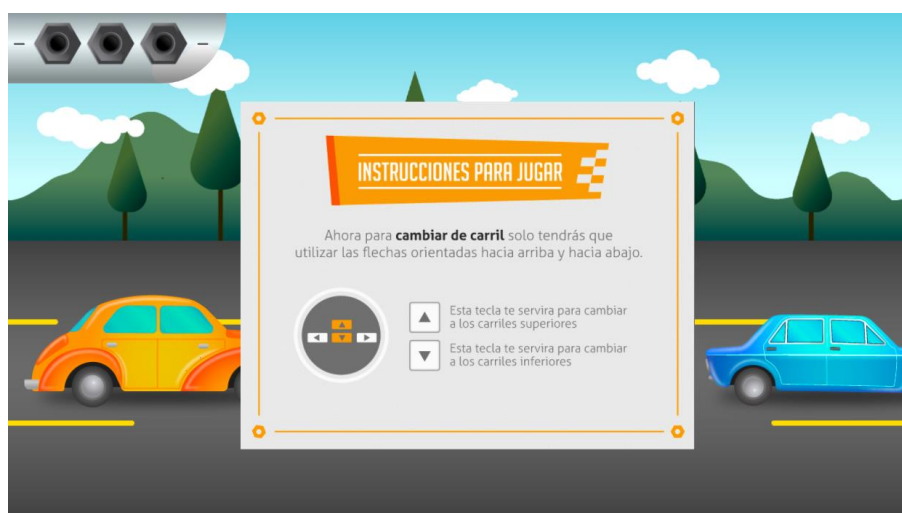 INSTRUCCIONES PARA JUGAR
Ahora para cambiar de carril solo tendrás que
utilizar las flechas orientadas hacia arriba y hacia abajo.
Esta tecla te servira para cambiar
a los carriles superiores
Esta tecla te servira para cambiar
a los carriles inferiores